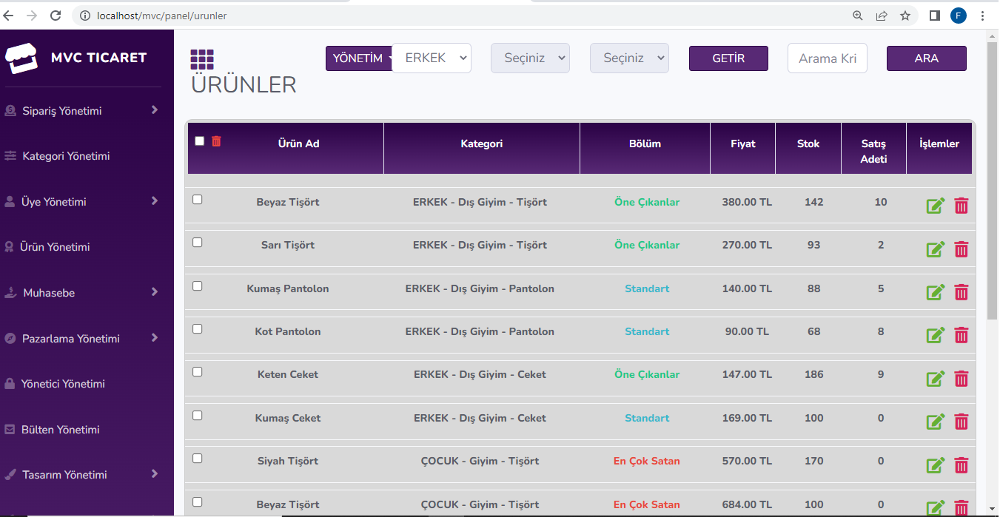 localhost/mvc/panel/urunler
F
MVC TICARET
Sipariş Yönetimi
Kategori Yönetimi
Üye Yönetimi
Ürün Yönetimi
Muhasebe
Pazarlama Yönetimi
Yönetici Yönetimi
Bülten Yönetimi
Tasarım Yönetimi
ÜRÜNLER
YÖNETİM ERKEK Seçiniz Seçiniz GETİR Arama Kri ARA
Ürün Ad Kategori Bölüm Fiyat Stok Satış Adeti İşlemler
Beyaz Tişört ERKEK - Dış Giyim - Tişört Öne Çıkanlar 380.00 TL 142 10
Sarı Tişört ERKEK - Dış Giyim - Tişört Öne Çıkanlar 270.00 TL 93 2
Kumaş Pantolon ERKEK - Dış Giyim - Pantolon Standart 140.00 TL 88 5
Kot Pantolon ERKEK - Dış Giyim - Pantolon Standart 90.00 TL 68 8
Keten Ceket ERKEK - Dış Giyim - Ceket Öne Çıkanlar 147.00 TL 186 9
Kumaş Ceket ERKEK - Dış Giyim - Ceket Standart 169.00 TL 100 0
Siyah Tişört ÇOCUK - Giyim - Tişört En Çok Satan 570.00 TL 170 0
Beyaz Tişört ÇOCUK - Giyim - Tişört En Çok Satan 684.00 TL 100 0